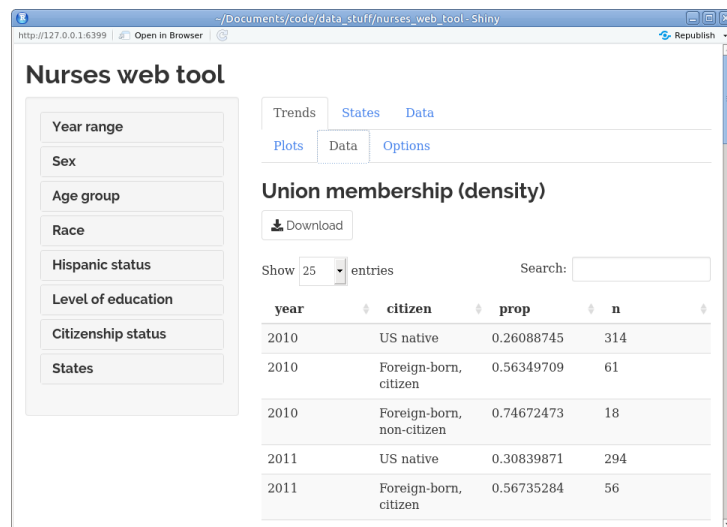 ~/Documents/code/data_stuff/nurses_web_tool - Shiny
http://127.0.0.1:6399 Open in Browser Republish
Nurses web tool
Year range
Sex
Age group
Race
Hispanic status
Level of education
Citizenship status
States
Trends States Data
Plots Data Options
Union membership (density)
Download
Show 25 entries Search:
year citizen prop n
2010 US native 0.26088745 314
2010 Foreign-born, 0.56349709 61
citizen
2010 Foreign-born, 0.74672473 18
non-citizen
2011 US native 0.30839871 294
2011 Foreign-born, 0.56735284 56
citizen